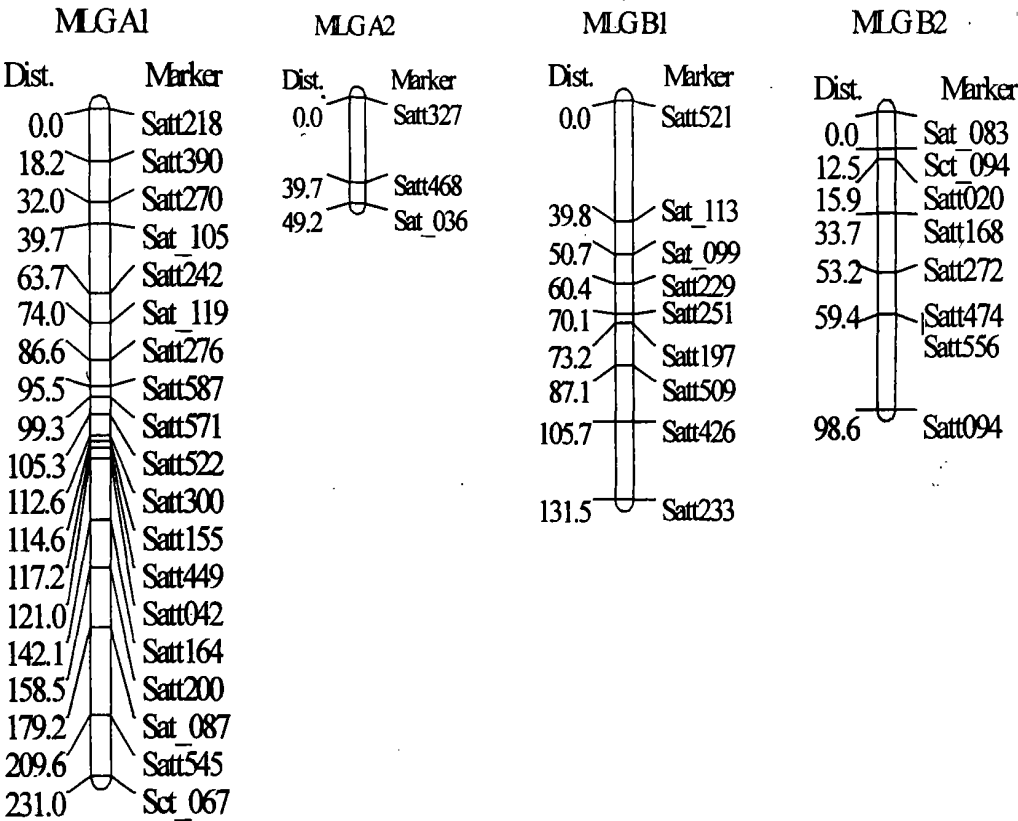 MLGA1
Dist. Marker
0.0 Satt218
18.2 Satt390
32.0 Satt270
39.7 Sat_105
63.7 Satt242
74.0 Sat_119
86.6 Satt276
95.5 Satt587
99.3 Satt571
105.3 Satt522
112.6 Satt300
114.6 Satt155
117.2 Satt449
121.0 Satt042
142.1 Satt164
158.5 Satt200
179.2 Sat_087
209.6 Satt545
231.0 Sct_067
MLGA2
Dist. Marker
0.0 Satt327
39.7 Satt468
49.2 Sat_036
MLGB1
Dist. Marker
0.0 Satt521
39.8 Sat_113
50.7 Sat_099
60.4 Satt229
70.1 Satt251
73.2 Satt197
87.1 Satt509
105.7 Satt426
131.5 Satt233
MLGB2
Dist. Marker
0.0 Sat_083
12.5 Sct_094
15.9 Satt020
33.7 Satt168
53.2 Satt272
59.4 Satt474
Satt556
98.6 Satt094